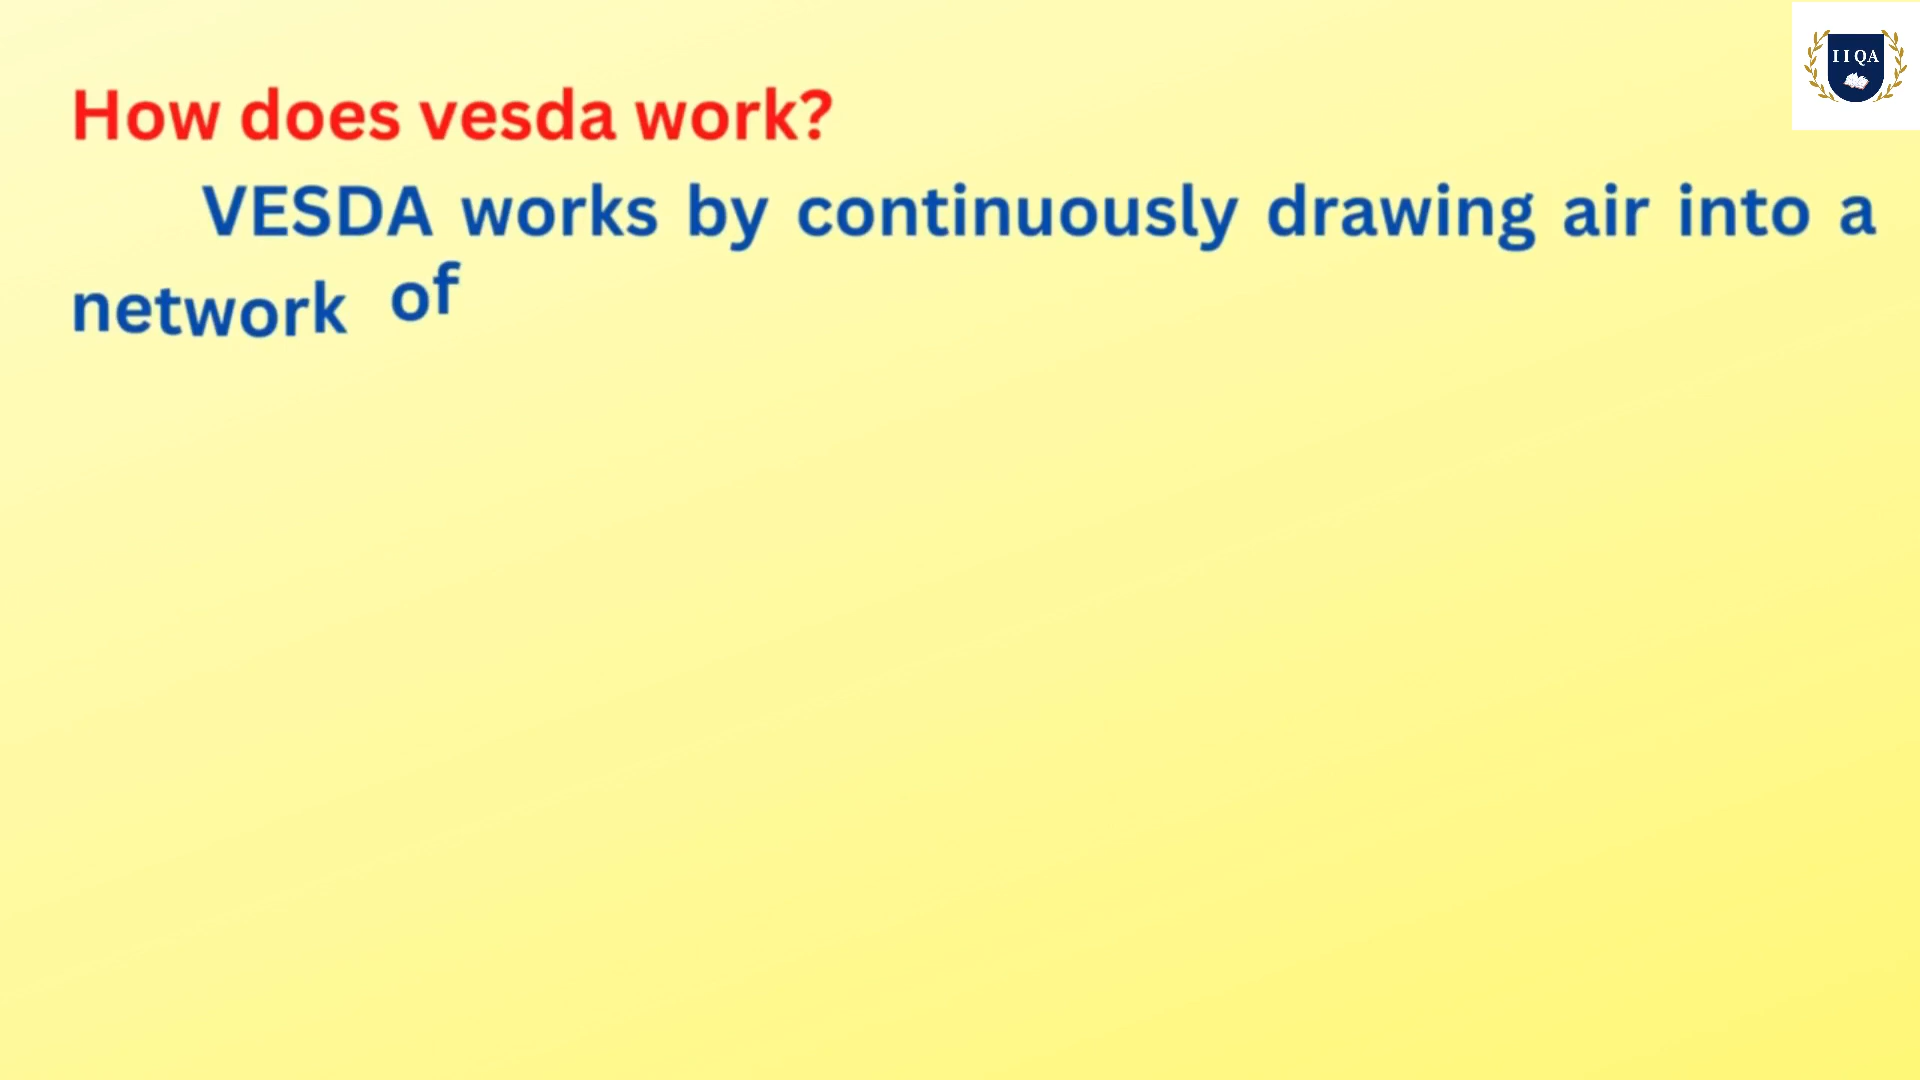 IIQA
How does vesda work?
VESDA works by continuously drawing air into a
network of